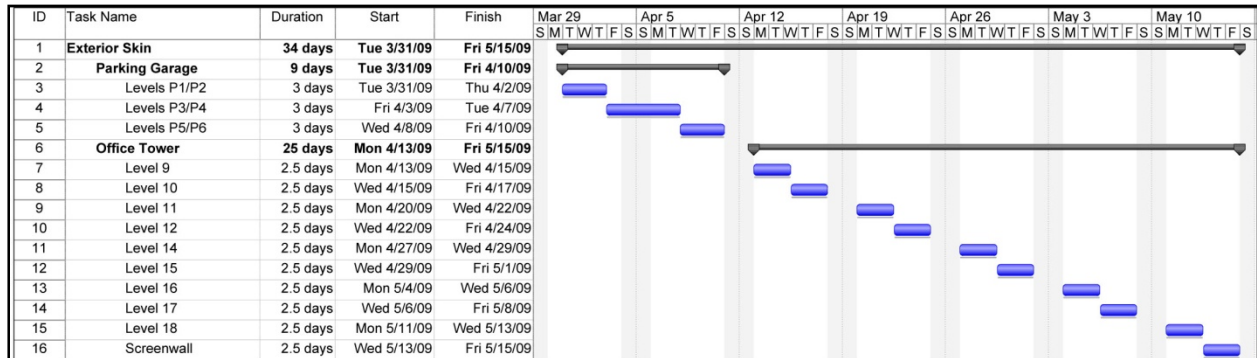 ID Task Name Duration Start Finish Mar 29 Apr 5 Apr 12 Apr 19 Apr 26 May 3 May 10
S M T W T F S S M T W T F S S M T W T F S S M T W T F S S M T W T F S S M T W T F S S M T W T F S
1 Exterior Skin 34 days Tue 3/31/09 Fri 5/15/09
2 Parking Garage 9 days Tue 3/31/09 Fri 4/10/09
3 Levels P1/P2 3 days Tue 3/31/09 Thu 4/2/09
4 Levels P3/P4 3 days Fri 4/3/09 Tue 4/7/09
5 Levels P5/P6 3 days Wed 4/8/09 Fri 4/10/09
6 Office Tower 25 days Mon 4/13/09 Fri 5/15/09
7 Level 9 2.5 days Mon 4/13/09 Wed 4/15/09
8 Level 10 2.5 days Wed 4/15/09 Fri 4/17/09
9 Level 11 2.5 days Mon 4/20/09 Wed 4/22/09
10 Level 12 2.5 days Wed 4/22/09 Fri 4/24/09
11 Level 14 2.5 days Mon 4/27/09 Wed 4/29/09
12 Level 15 2.5 days Wed 4/29/09 Fri 5/1/09
13 Level 16 2.5 days Mon 5/4/09 Wed 5/6/09
14 Level 17 2.5 days Wed 5/6/09 Fri 5/8/09
15 Level 18 2.5 days Mon 5/11/09 Wed 5/13/09
16 Screenwall 2.5 days Wed 5/13/09 Fri 5/15/09